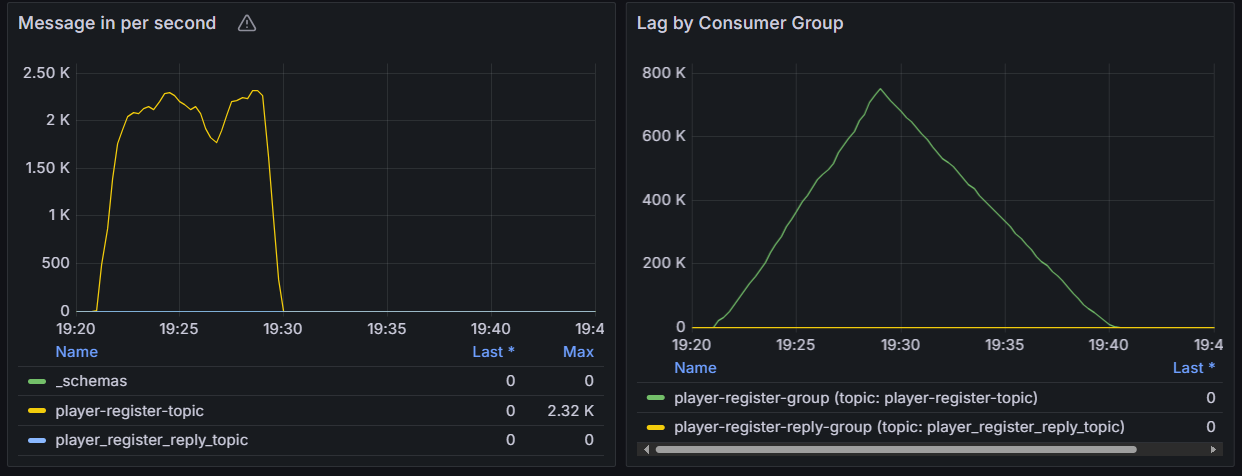 Message in per second
2.50 K
2 K
1.50 K
1 K
500
0
19:20 19:25 19:30 19:35 19:40 19:4
Name Last * Max
_schemas 0 0
player-register-topic 0 2.32 K
player_register_reply_topic 0 0
Lag by Consumer Group
800 K
600 K
400 K
200 K
0
19:20 19:25 19:30 19:35 19:40 19:4
Name Last *
player-register-group (topic: player-register-topic) 0
player-register-reply-group (topic: player_register_reply_topic) 0